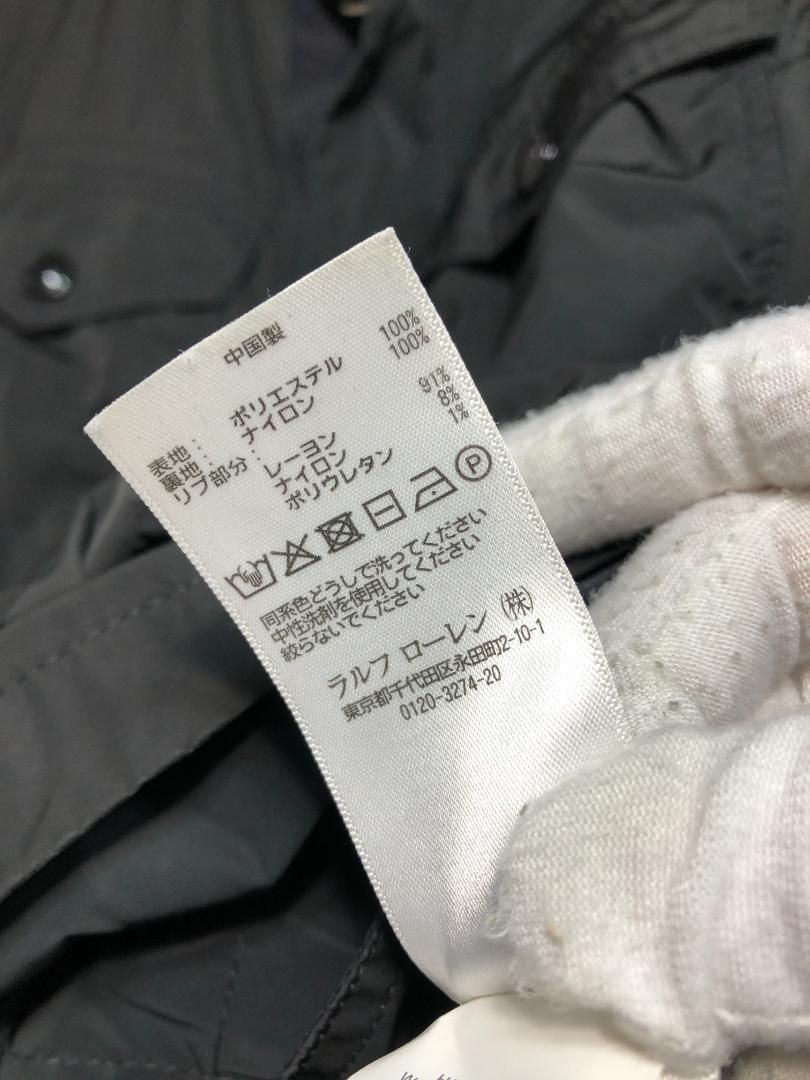 中国製
表地： ポリエステル 100%
裏地： ナイロン 100%
リブ部分： レーヨン 91%
ナイロン 8%
ポリウレタン 1%
P
同系色どうしで洗ってください
中性洗剤を使用してください
絞らないでください
ラルフ ローレン（株）
東京都千代田区永田町2-10-1
0120-3274-20